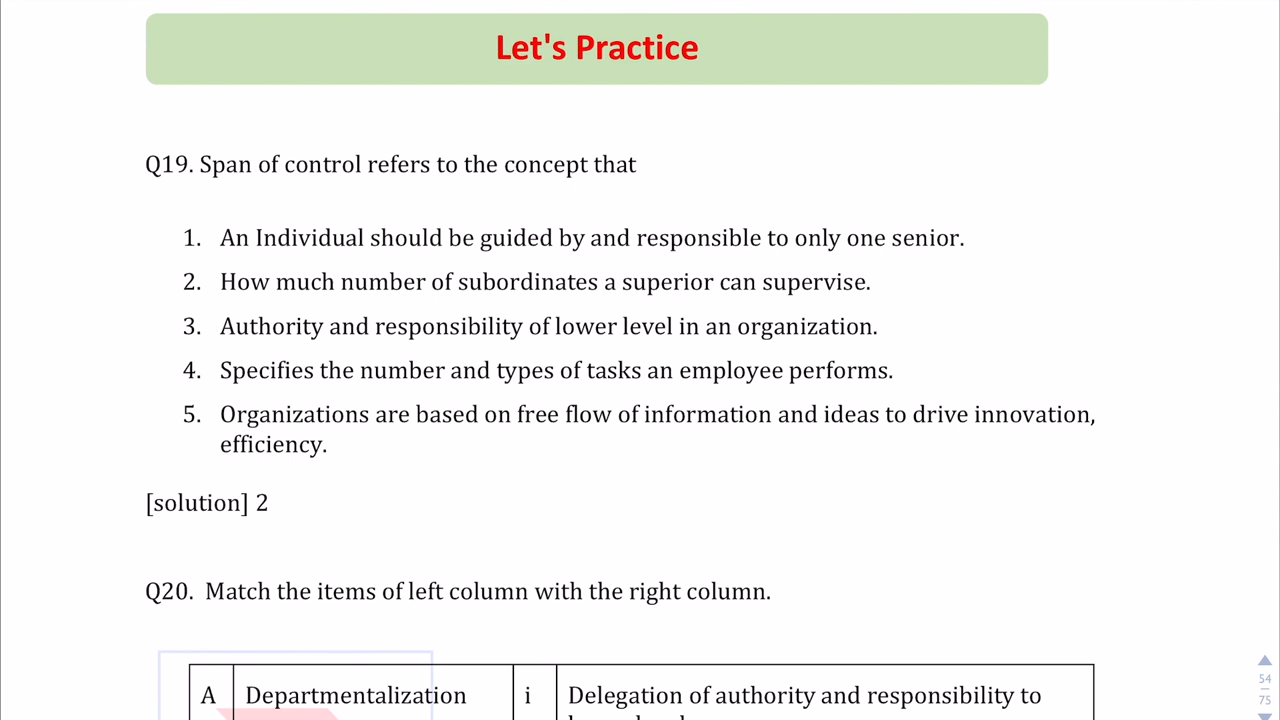 Let's Practice
Q19. Span of control refers to the concept that
1. An Individual should be guided by and responsible to only one senior.
2. How much number of subordinates a superior can supervise.
3. Authority and responsibility of lower level in an organization.
4. Specifies the number and types of tasks an employee performs.
5. Organizations are based on free flow of information and ideas to drive innovation,
efficiency.
[solution] 2
Q20. Match the items of left column with the right column.
A Departmentalization i Delegation of authority and responsibility to
54
75